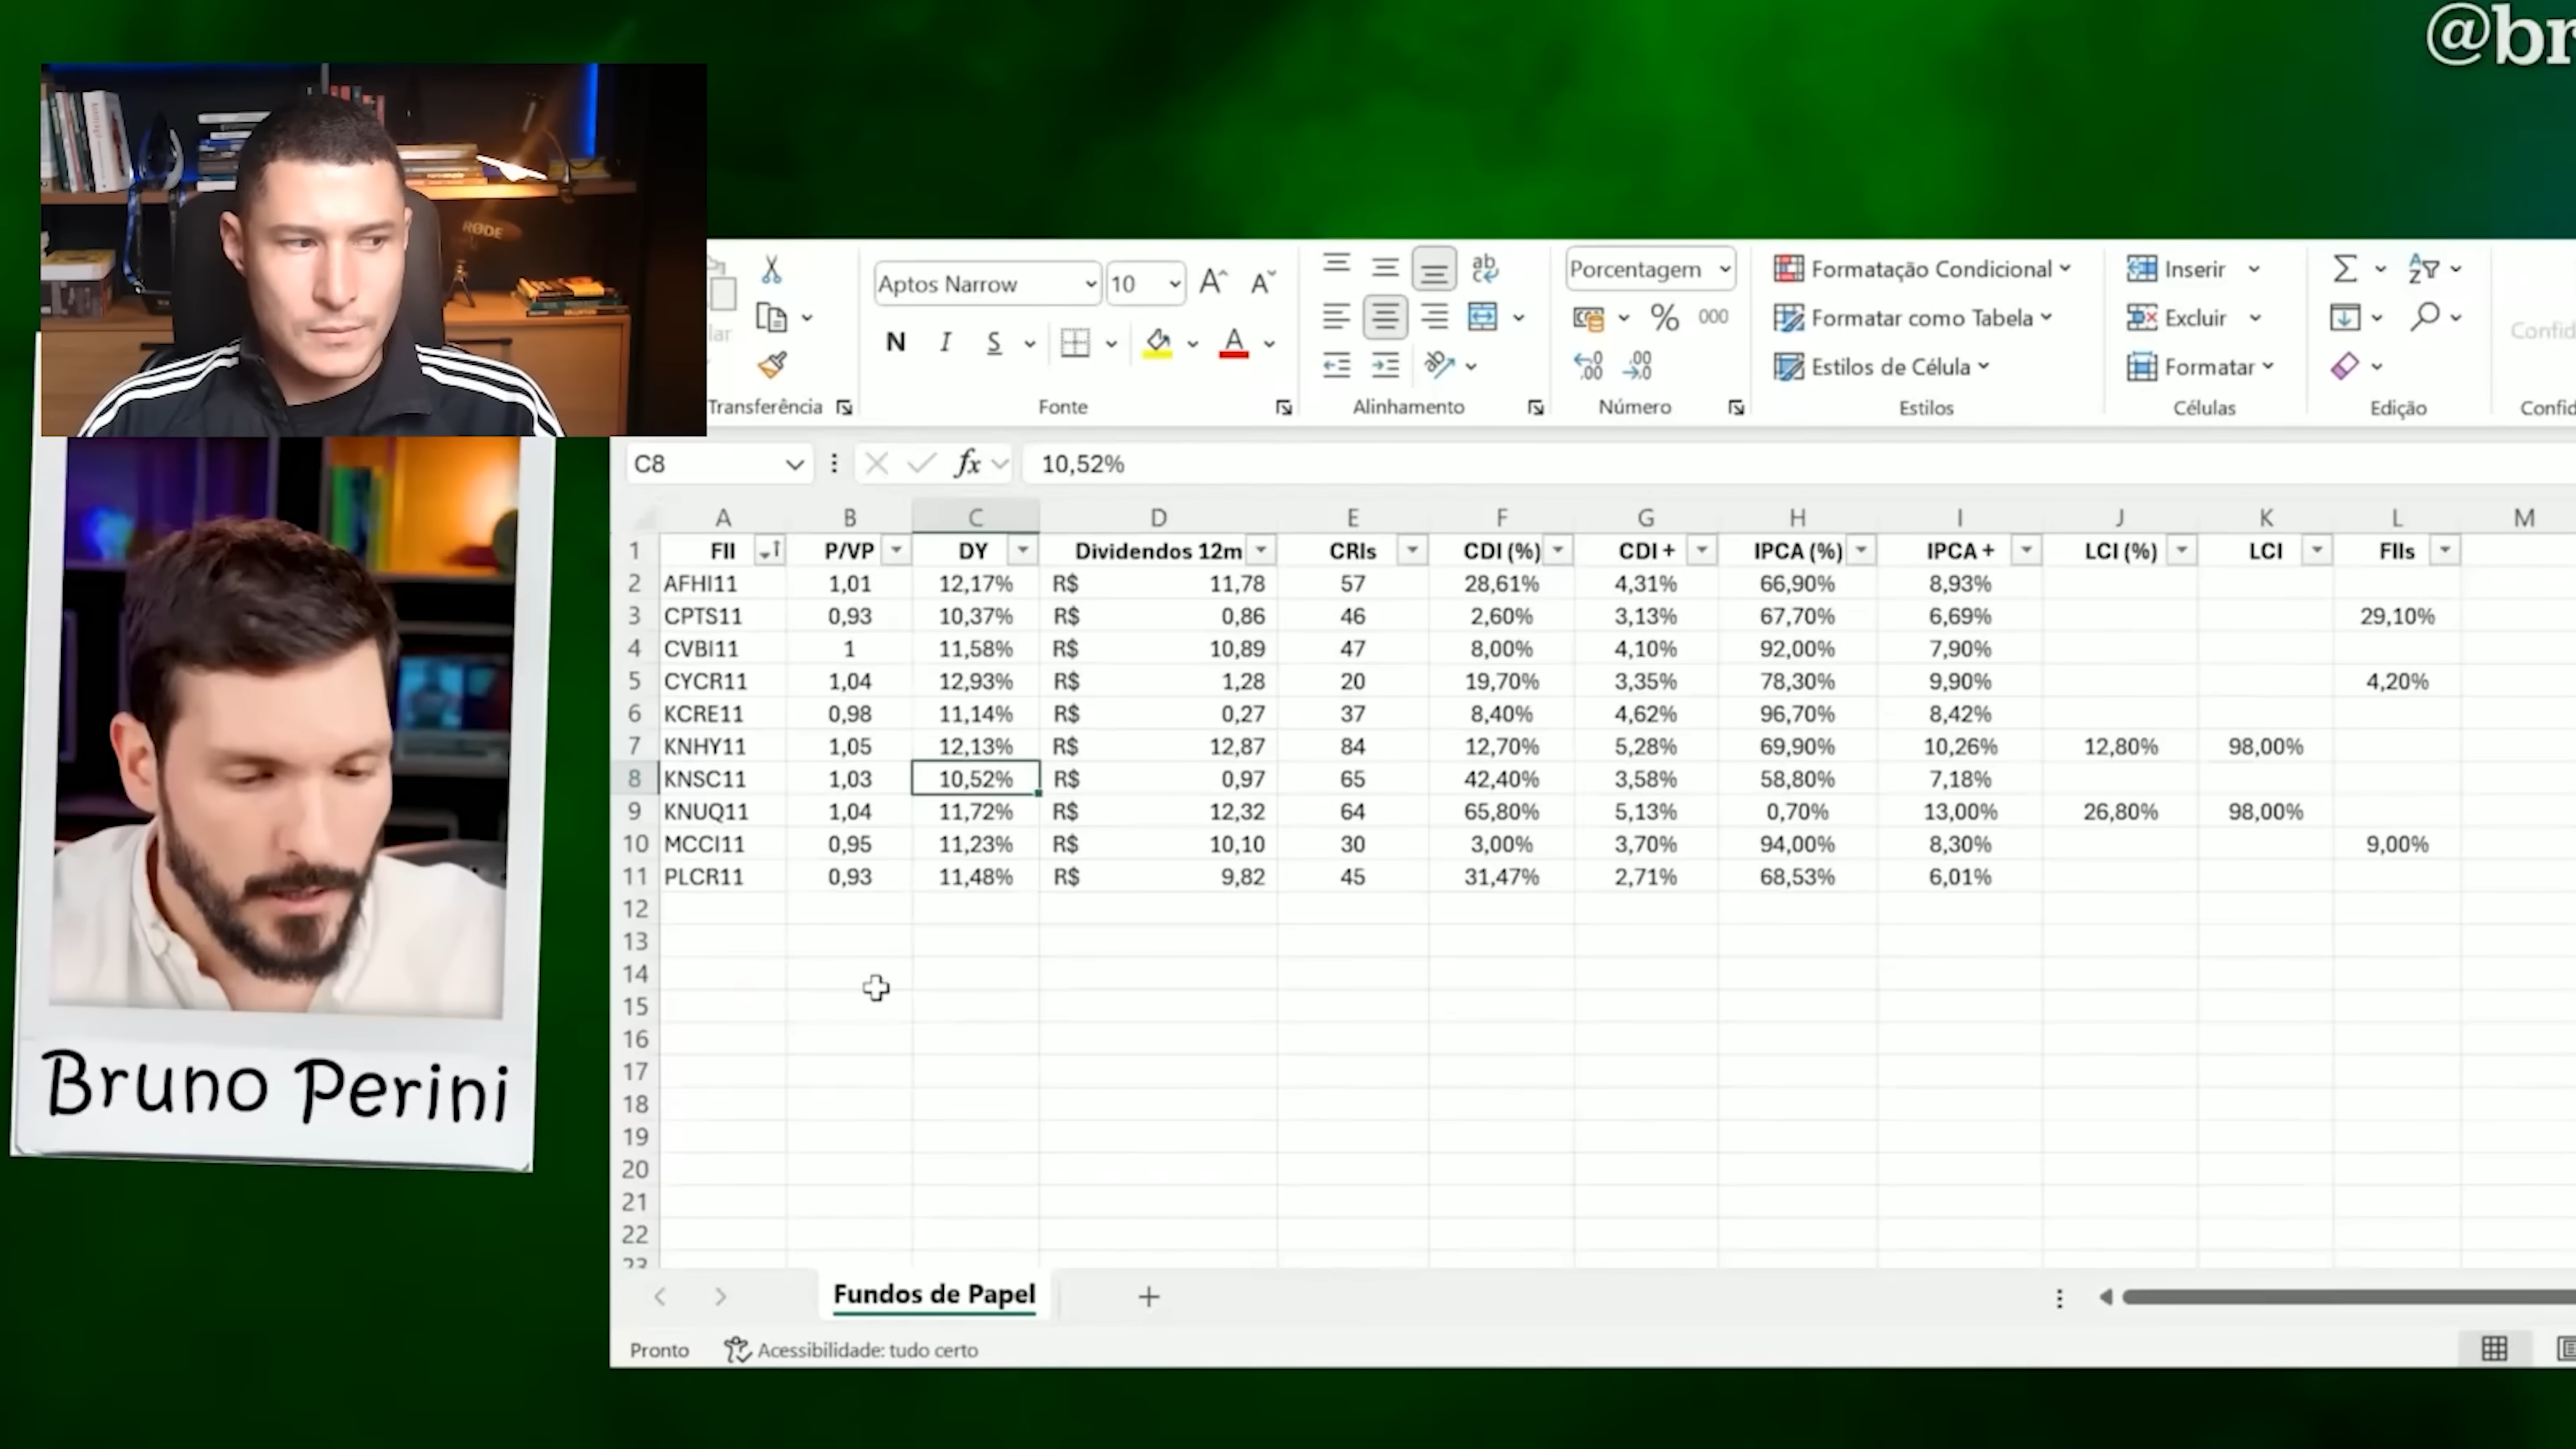 @br
RØDE
Bruno Perini
Aptos Narrow 10
Porcentagem
Formatação Condicional
Inserir
N I S
% 000
Formatar como Tabela
Excluir
Confid
Estilos de Célula
Formatar
Transferência Fonte Alinhamento Número Estilos Células Edição Confid
C8 fx 10,52%
A B C D E F G H I J K L M
1 FII P/VP DY Dividendos 12m CRIs CDI (%) CDI + IPCA (%) IPCA + LCI (%) LCI FIIs
2 AFHI11 1,01 12,17% R$ 11,78 57 28,61% 4,31% 66,90% 8,93%
3 CPTS11 0,93 10,37% R$ 0,86 46 2,60% 3,13% 67,70% 6,69% 29,10%
4 CVBI11 1 11,58% R$ 10,89 47 8,00% 4,10% 92,00% 7,90%
5 CYCR11 1,04 12,93% R$ 1,28 20 19,70% 3,35% 78,30% 9,90% 4,20%
6 KCRE11 0,98 11,14% R$ 0,27 37 8,40% 4,62% 96,70% 8,42%
7 KNHY11 1,05 12,13% R$ 12,87 84 12,70% 5,28% 69,90% 10,26% 12,80% 98,00%
8 KNSC11 1,03 10,52% R$ 0,97 65 42,40% 3,58% 58,80% 7,18%
9 KNUQ11 1,04 11,72% R$ 12,32 64 65,80% 5,13% 0,70% 13,00% 26,80% 98,00%
10 MCCI11 0,95 11,23% R$ 10,10 30 3,00% 3,70% 94,00% 8,30% 9,00%
11 PLCR11 0,93 11,48% R$ 9,82 45 31,47% 2,71% 68,53% 6,01%
12
13
14
15
16
17
18
19
20
21
22
23
Fundos de Papel
Pronto Acessibilidade: tudo certo